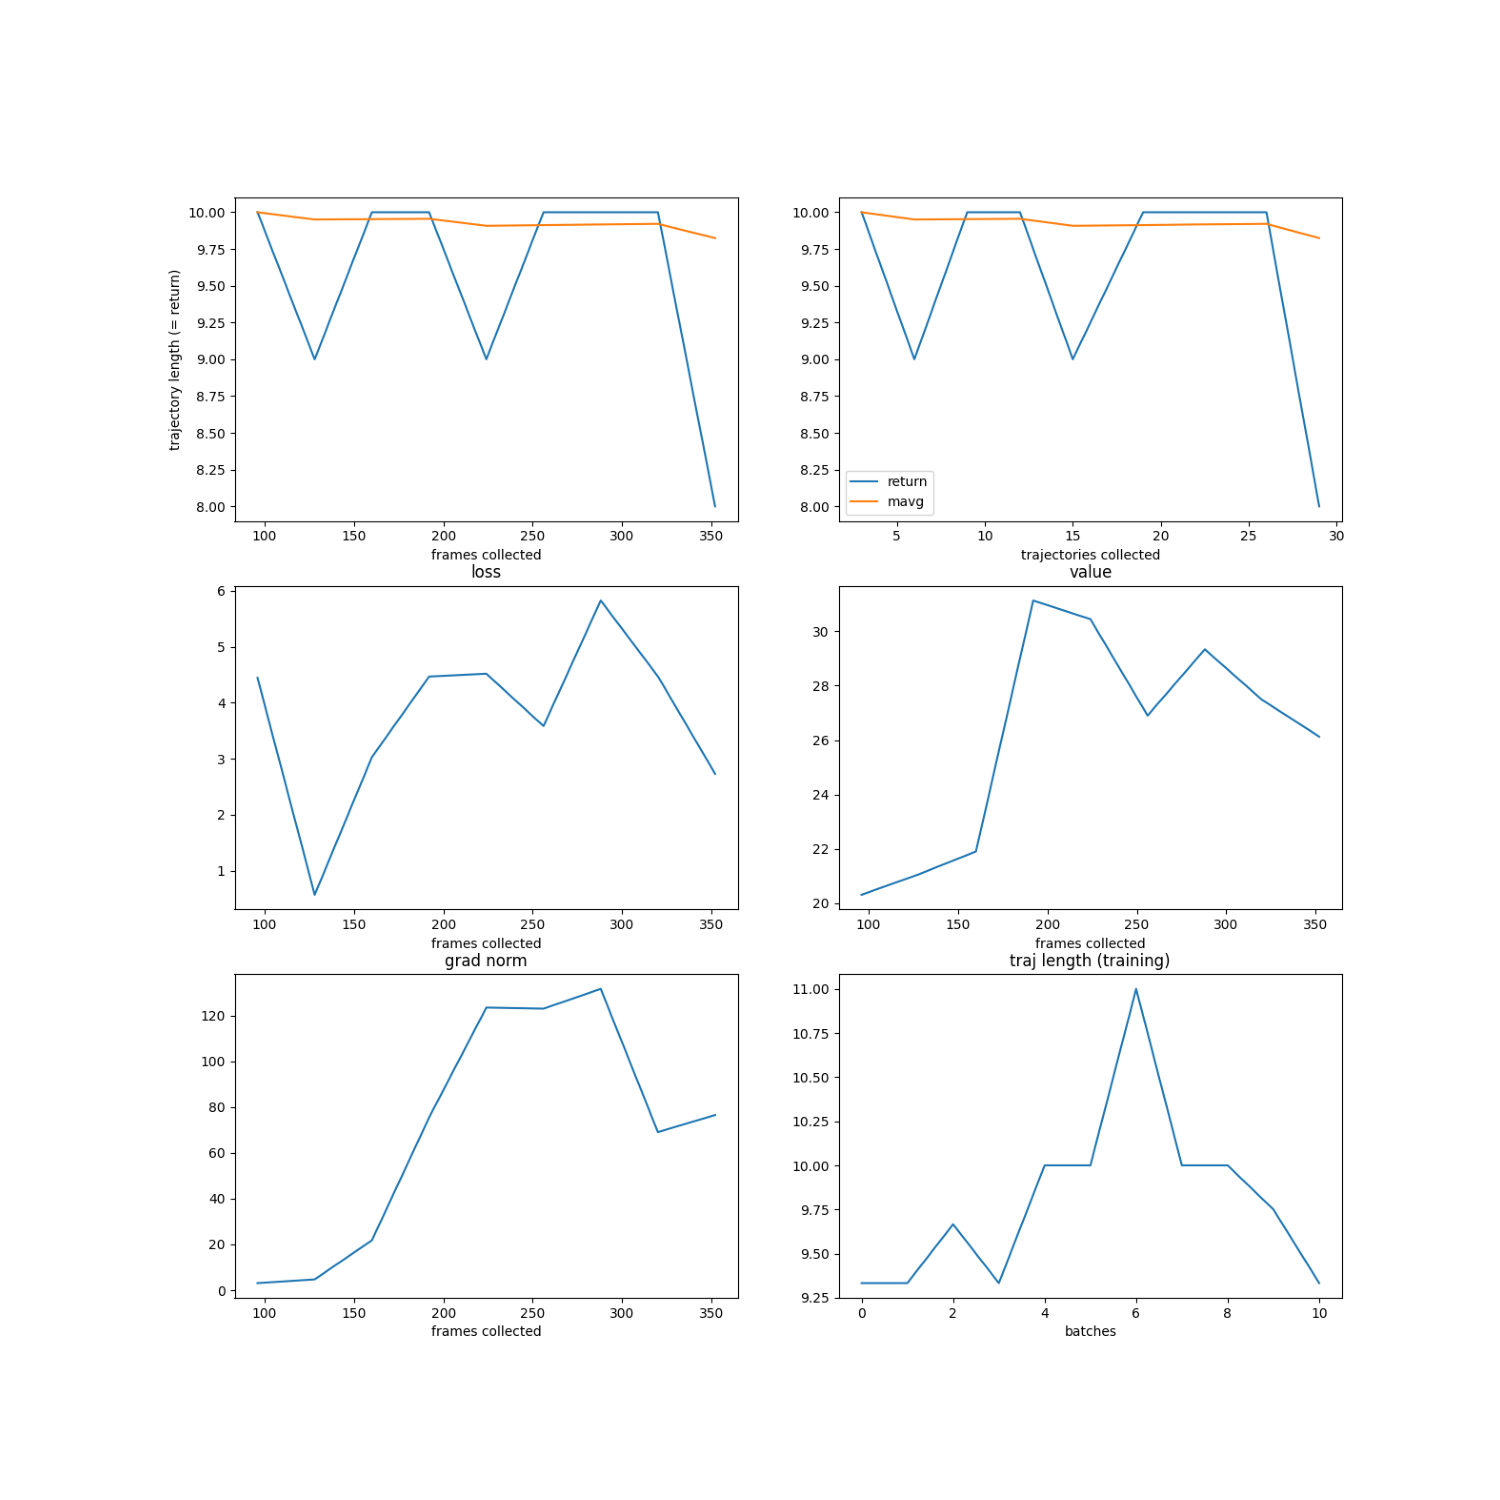 trajectory length (= return)
10.00
9.75
9.50
9.25
9.00
8.75
8.50
8.25
8.00
100 150 200 250 300 350
frames collected
10.00
9.75
9.50
9.25
9.00
8.75
8.50
8.25
8.00
return
mavg
5 10 15 20 25 30
trajectories collected
loss
6
5
4
3
2
1
100 150 200 250 300 350
frames collected
value
30
28
26
24
22
20
100 150 200 250 300 350
frames collected
grad norm
120
100
80
60
40
20
0
100 150 200 250 300 350
frames collected
traj length (training)
11.00
10.75
10.50
10.25
10.00
9.75
9.50
9.25
0 2 4 6 8 10
batches